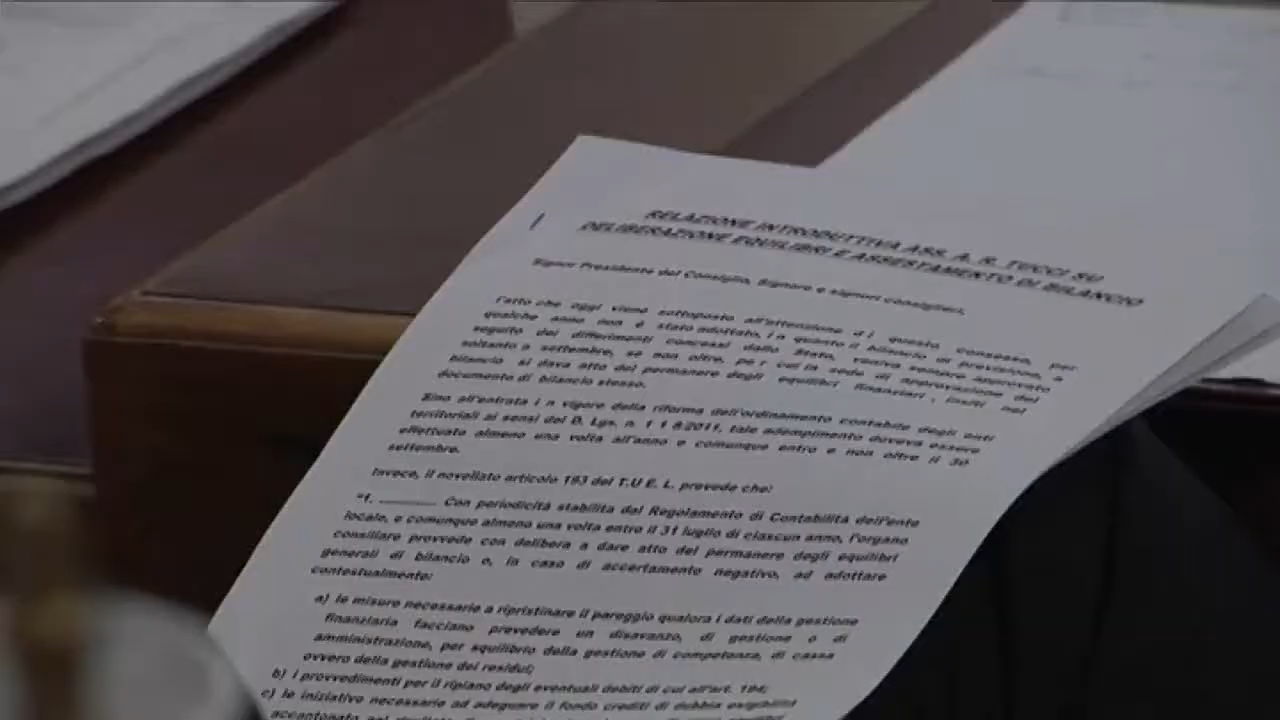 RELAZIONE INTRODUTTIVA ASS. A. R. TUCCI SU
DELIBERAZIONE EQUILIBRI E ASSESTAMENTO DI BILANCIO
Signor Presidente del Consiglio, Signore e signori consiglieri,
l'atto che oggi viene sottoposto all'attenzione di questo consesso, per
qualche anno non è stato adottato, in quanto il bilancio di previsione, a
seguito dei differimenti concessi dallo Stato, veniva sempre approvato
soltanto a settembre, se non oltre, per cui in sede di approvazione del
bilancio si dava atto del permanere degli equilibri finanziari, insiti nel
documento di bilancio stesso.
Sino all'entrata in vigore della riforma dell'ordinamento contabile degli enti
territoriali ai sensi del D. Lgs. n. 118/2011, tale adempimento doveva essere
effettuato almeno una volta all'anno e comunque entro e non oltre il 30
settembre.
Invece, il novellato articolo 193 del T.U.E.L. prevede che:
"1. ........... Con periodicità stabilita dal Regolamento di Contabilità dell'ente
locale, e comunque almeno una volta entro il 31 luglio di ciascun anno, l'organo
consiliare provvede con delibera a dare atto del permanere degli equilibri
generali di bilancio o, in caso di accertamento negativo, ad adottare
contestualmente:
a) le misure necessarie a ripristinare il pareggio qualora i dati della gestione
finanziaria facciano prevedere un disavanzo, di gestione o di
amministrazione, per squilibrio della gestione di competenza, di cassa
ovvero della gestione dei residui;
b) i provvedimenti per il ripiano degli eventuali debiti di cui all'art. 194;
c) le iniziative necessarie ad adeguare il fondo crediti di dubbia esigibilità
accantonato nel